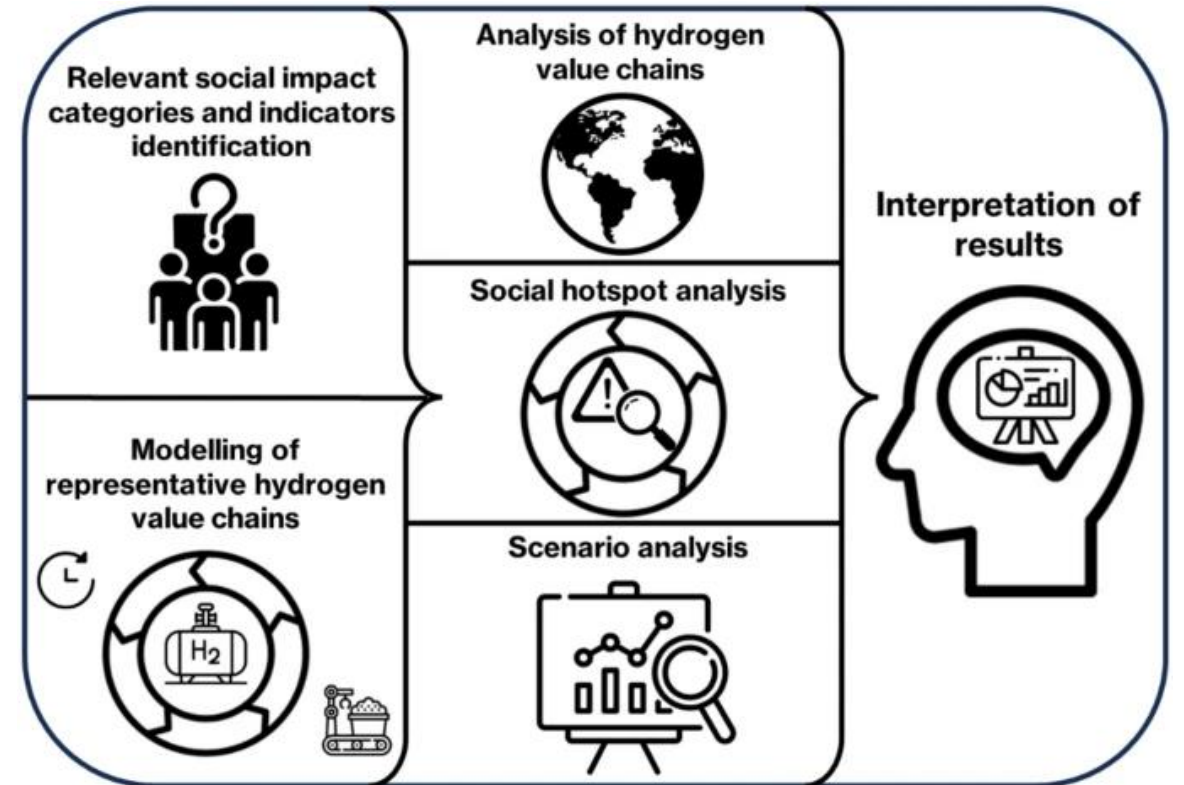 Relevant social impact
categories and indicators
identification
Modelling of
representative hydrogen
value chains
H2
Analysis of hydrogen
value chains
Social hotspot analysis
!
Scenario analysis
Interpretation of
results